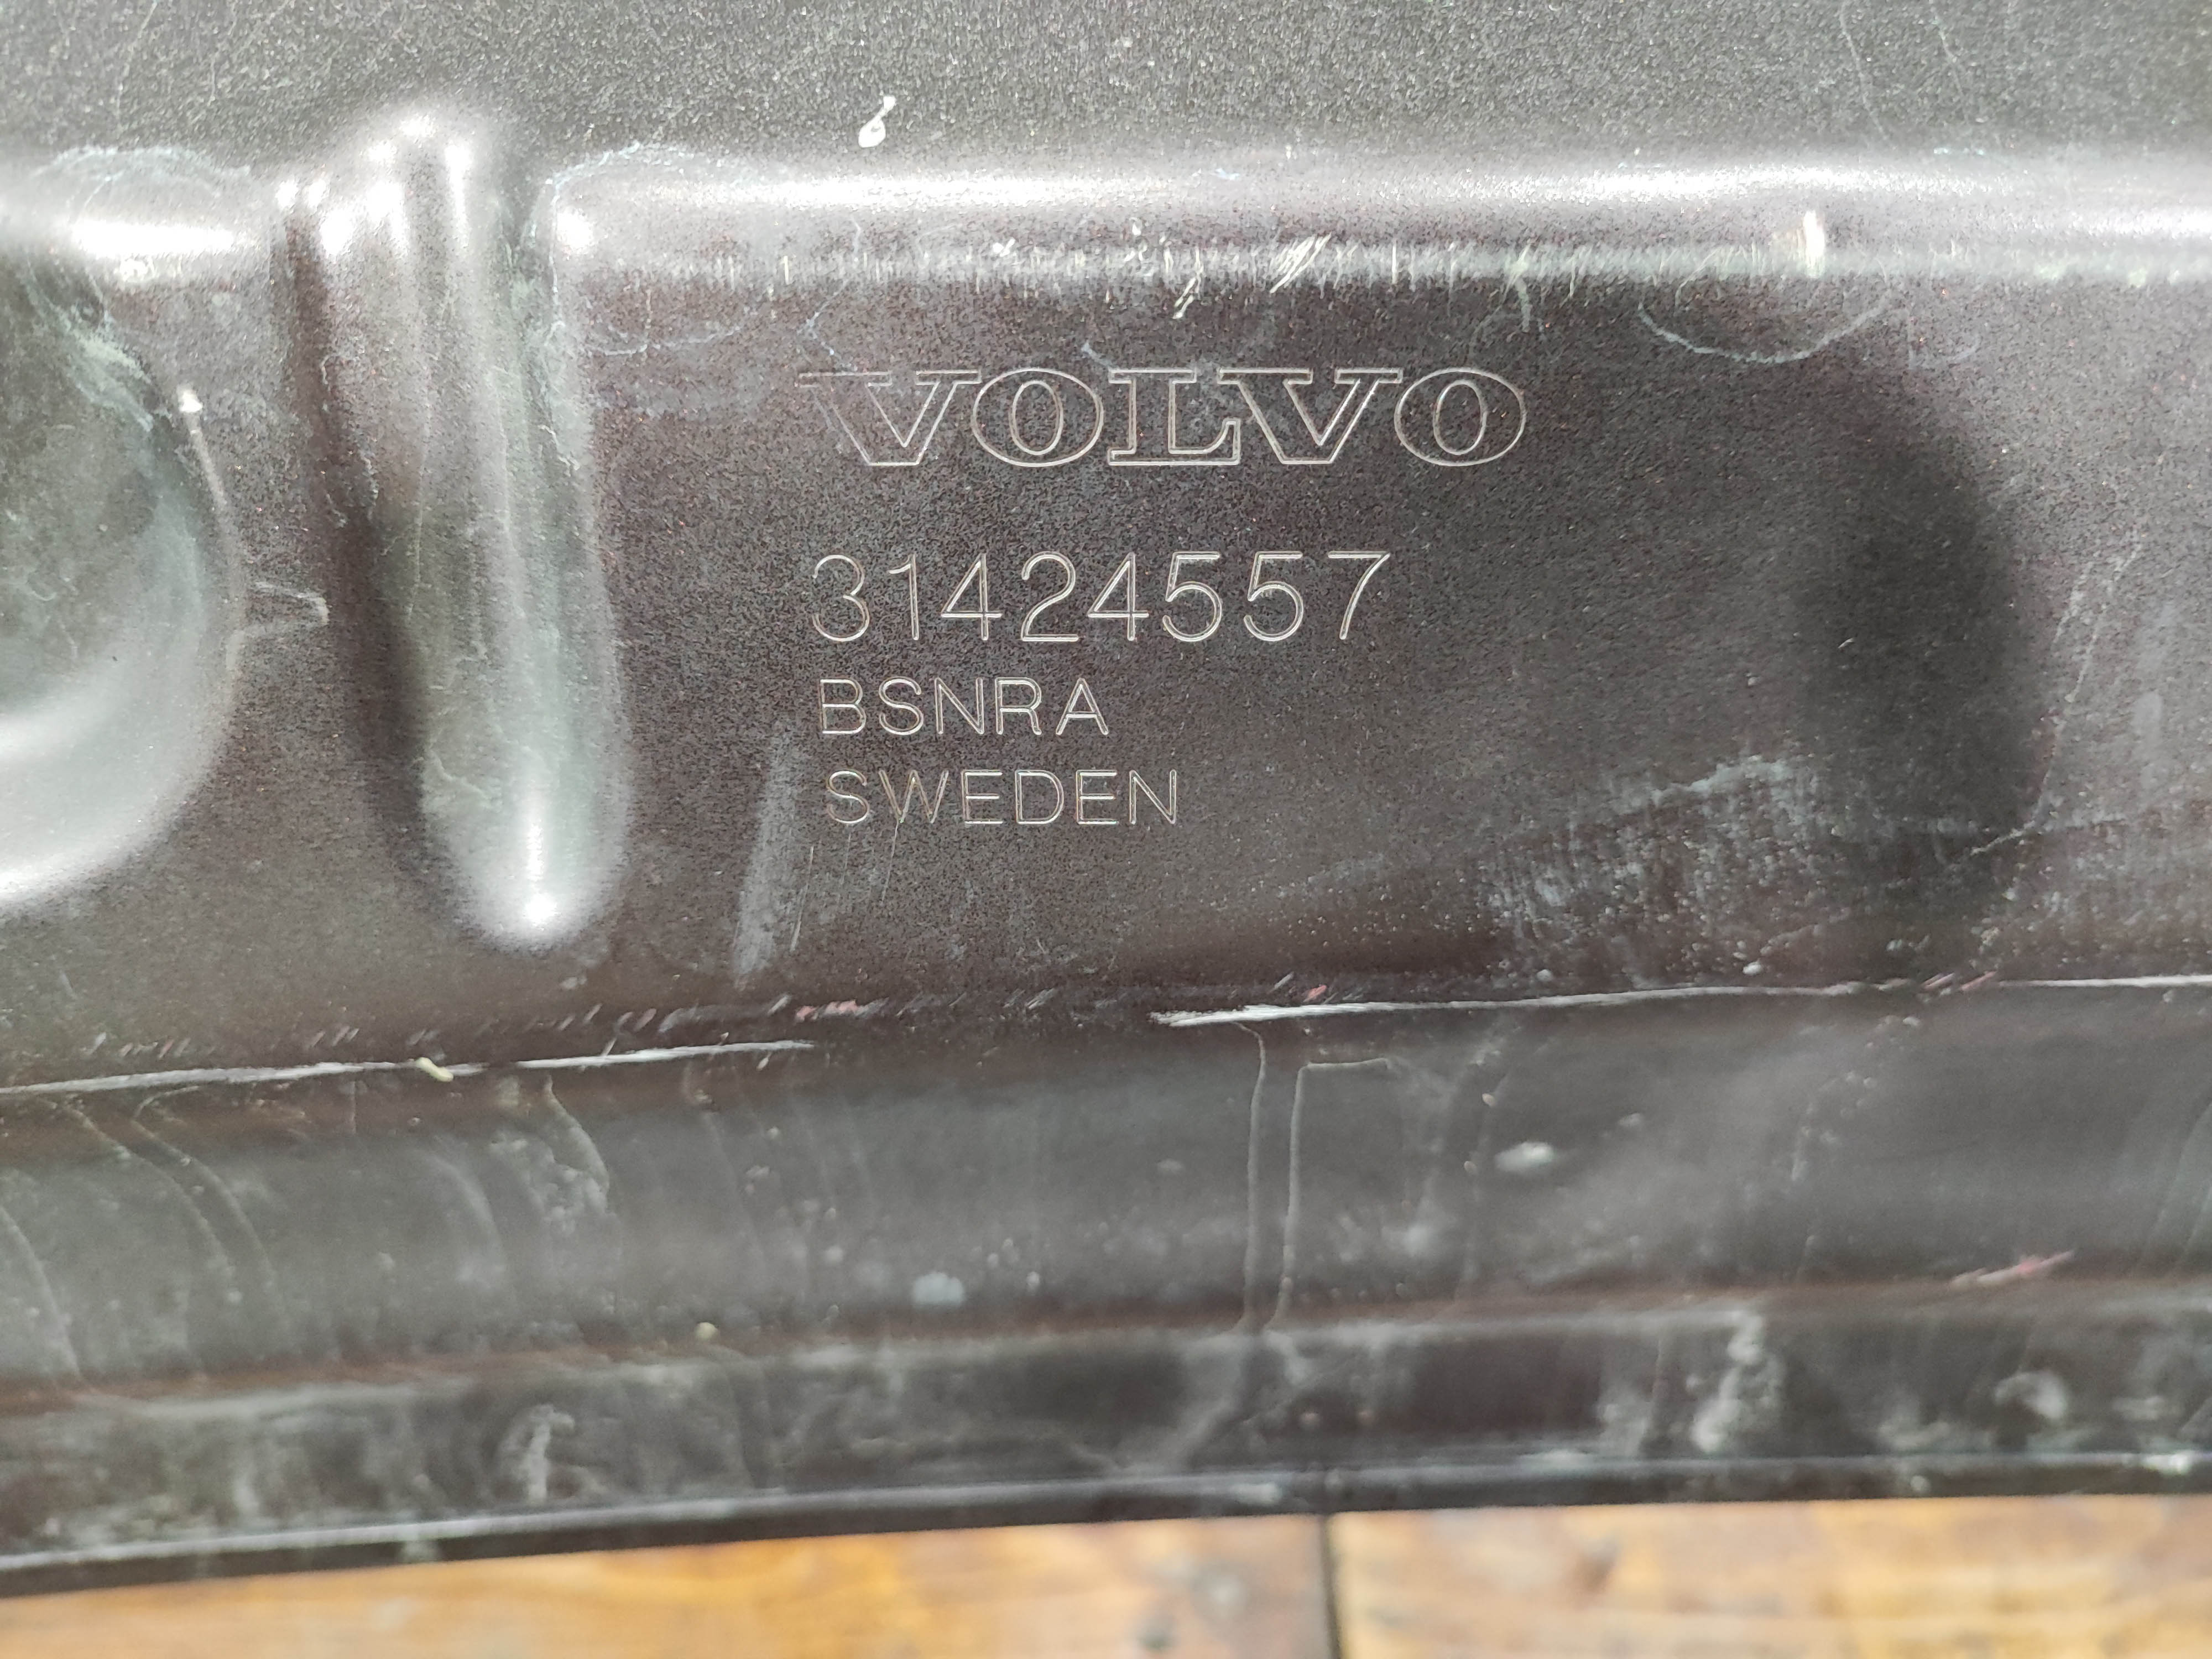 VOLVO
31424557
BSNRA
SWEDEN